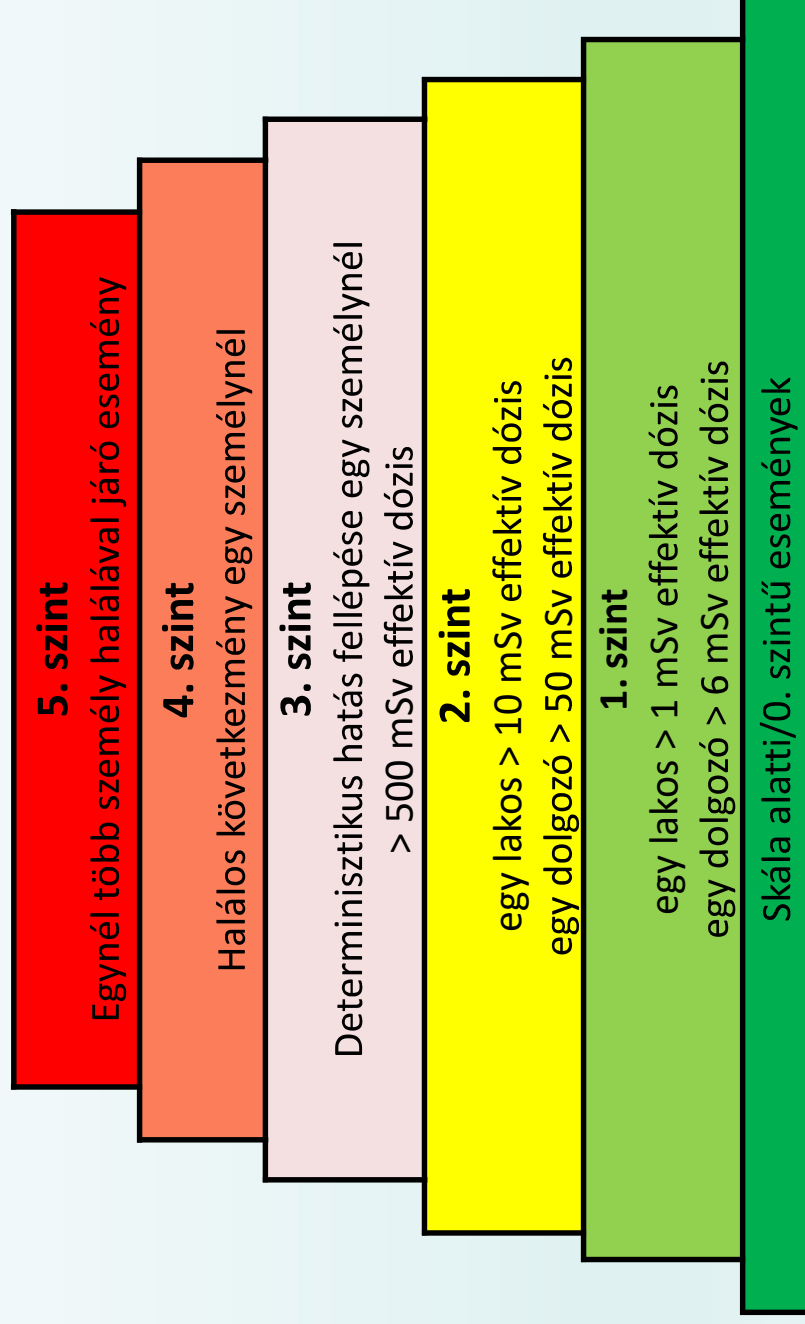 5. szint
Egynél több személy halálával járó esemény
4. szint
Halálos következmény egy személynél
3. szint
Determinisztikus hatás fellépése egy személynél
> 500 mSv effektív dózis
2. szint
egy lakos > 10 mSv effektív dózis
egy dolgozó > 50 mSv effektív dózis
1. szint
egy lakos > 1 mSv effektív dózis
egy dolgozó > 6 mSv effektív dózis
Skála alatti/0. szintű események